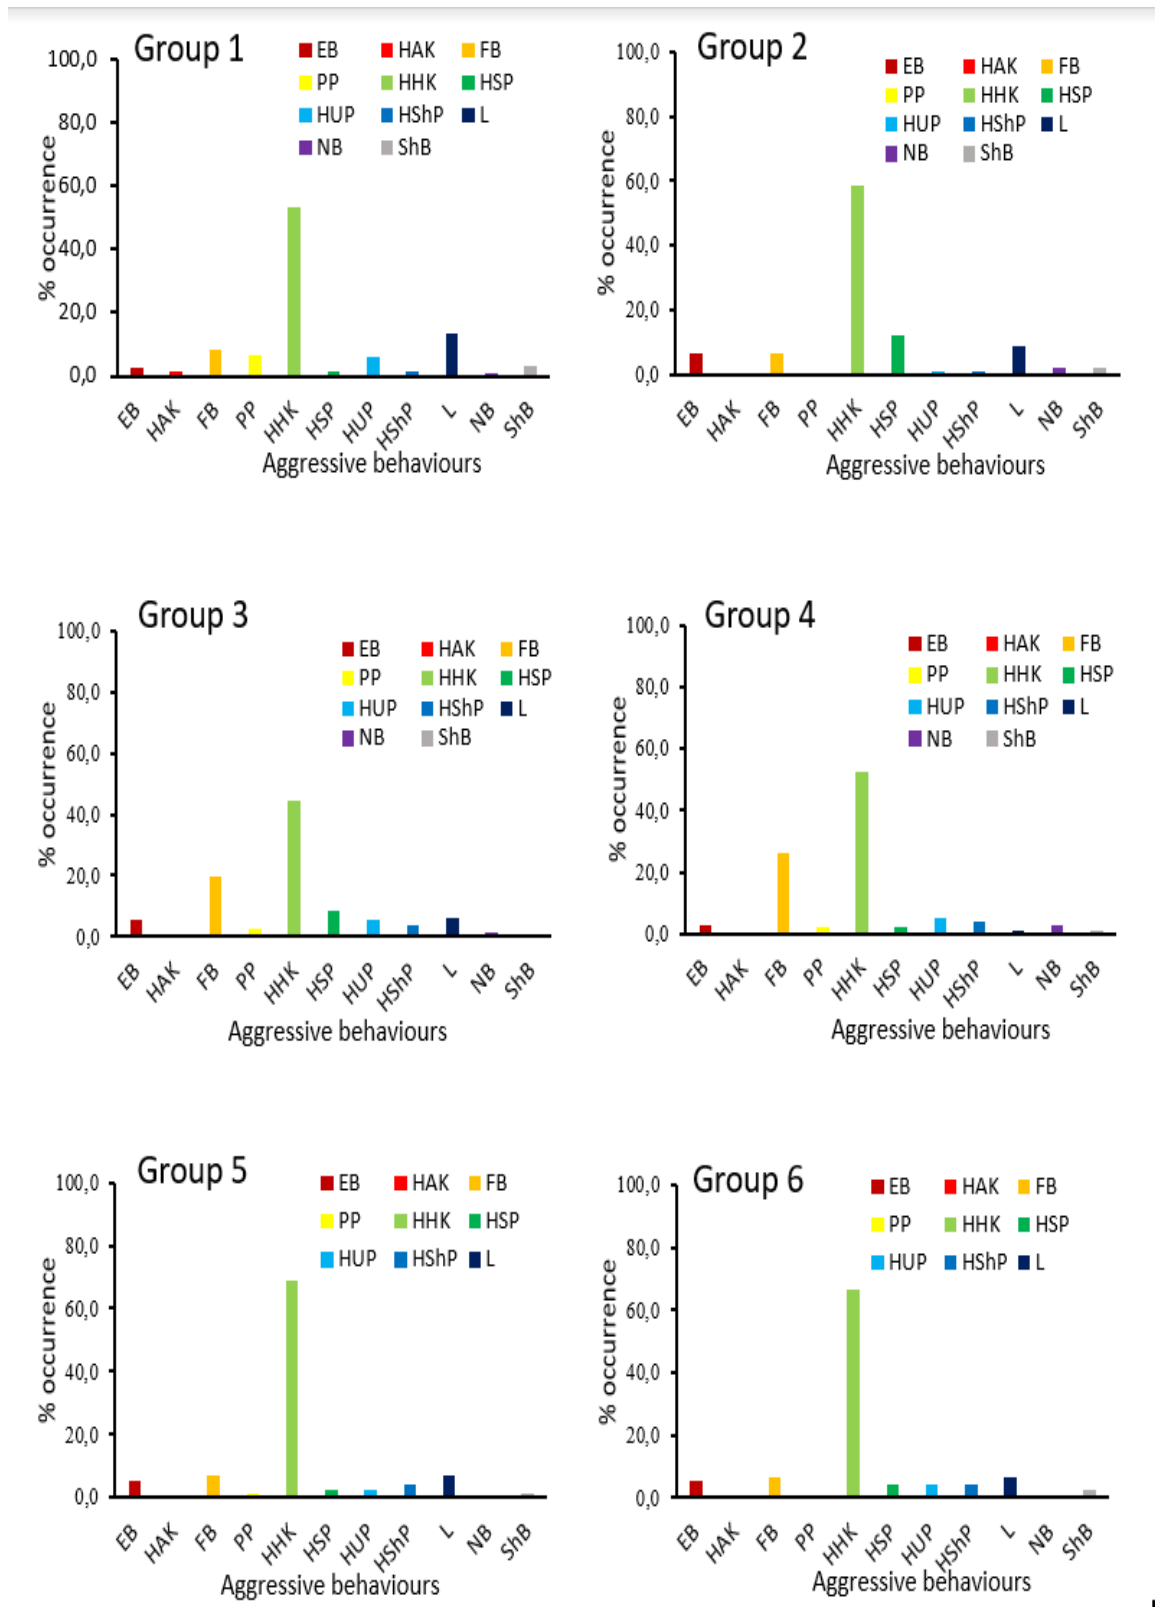 Group 1
EB HAK FB
PP HHK HSP
HUP HShP L
NB ShB
100,0
80,0
60,0
40,0
20,0
0,0
% occurrence
EB HAK FB PP HHK HSP HUP HShP L NB ShB
Aggressive behaviours
Group 2
EB HAK FB
PP HHK HSP
HUP HShP L
NB ShB
100,0
80,0
60,0
40,0
20,0
0,0
% occurrence
EB HAK FB PP HHK HSP HUP HShP L NB ShB
Aggressive behaviours
Group 3
EB HAK FB
PP HHK HSP
HUP HShP L
NB ShB
100,0
80,0
60,0
40,0
20,0
0,0
% occurrence
EB HAK FB PP HHK HSP HUP HShP L NB ShB
Aggressive behaviours
Group 4
EB HAK FB
PP HHK HSP
HUP HShP L
NB ShB
100,0
80,0
60,0
40,0
20,0
0,0
% occurrence
EB HAK FB PP HHK HSP HUP HShP L NB ShB
Aggressive behaviours
Group 5
EB HAK FB
PP HHK HSP
HUP HShP L
100,0
80,0
60,0
40,0
20,0
0,0
% occurrence
EB HAK FB PP HHK HSP HUP HShP L NB ShB
Aggressive behaviours
Group 6
EB HAK FB
PP HHK HSP
HUP HShP L
100,0
80,0
60,0
40,0
20,0
0,0
% occurrence
EB HAK FB PP HHK HSP HUP HShP L NB ShB
Aggressive behaviours